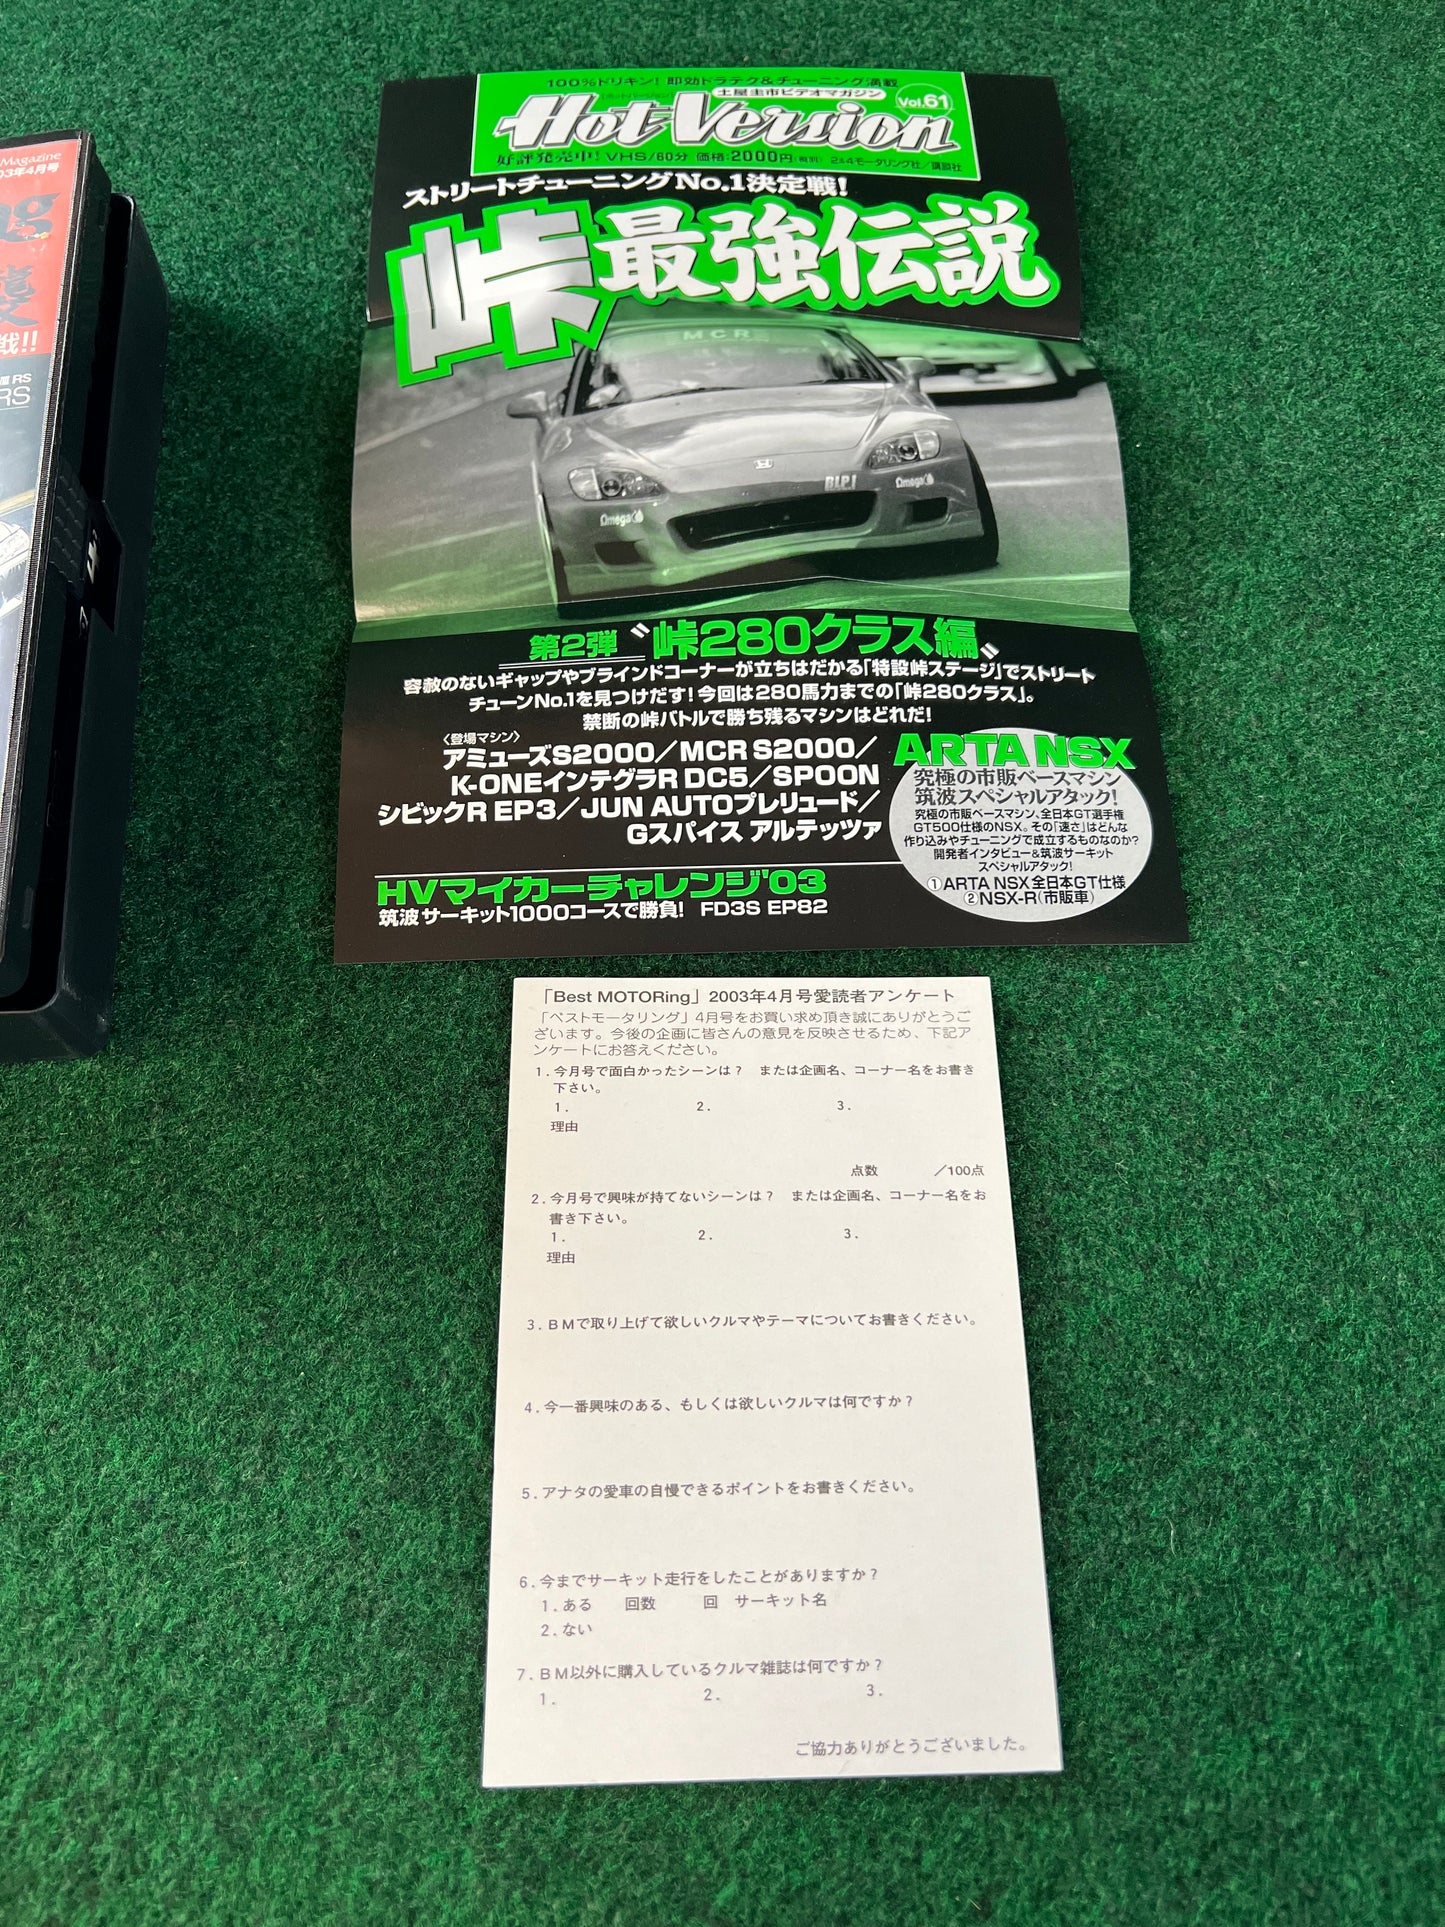 Magazine
03年4月号
戦!!
RS
RS
100%ドリキン! 即効ドラテク&チューニング満載
土屋圭市ビデオマガジン
Hot Version
Vol.61
好評発売中! VHS/60分 価格:2000円(税別) 2&4モータリング社/講談社
ストリートチューニングNo.1決定戦!
峠最強伝説
MCR
B.I.P.!
Omega
Omega
第2弾〝峠280クラス編〟
容赦のないギャップやブラインドコーナーが立ちはだかる「特設峠ステージ」でストリート
チューンNo.1を見つけだす!今回は280馬力までの「峠280クラス」。
禁断の峠バトルで勝ち残るマシンはどれだ!
〈登場マシン〉
アミューズS2000/MCR S2000/
K-ONEインテグラR DC5/SPOON
シビックR EP3/JUN AUTOプレリュード/
Gスパイス アルテッツァ
ARTA NSX
究極の市販ベースマシン
筑波スペシャルアタック!
究極の市販ベースマシン、全日本GT選手権
GT500仕様のNSX。その「速さ」はどんな
作り込みやチューニングで成立するものなのか?
開発者インタビュー&筑波サーキット
スペシャルアタック!
①ARTA NSX 全日本GT仕様
②NSX-R(市販車)
HVマイカーチャレンジ'03
筑波サーキット1000コースで勝負! FD3S EP82
「Best MOTORing」2003年4月号愛読者アンケート
「ベストモータリング」4月号をお買い求め頂き誠にありがとうご
ざいます。今後の企画に皆さんの意見を反映させるため、下記ア
ンケートにお答えください。
1.今月号で面白かったシーンは? または企画名、コーナー名をお書き
下さい。
1. 2. 3.
理由
点数 /100点
2.今月号で興味が持てないシーンは? または企画名、コーナー名をお
書き下さい。
1. 2. 3.
理由
3.BMで取り上げて欲しいクルマやテーマについてお書きください。
4.今一番興味のある、もしくは欲しいクルマは何ですか?
5.アナタの愛車の自慢できるポイントをお書きください。
6.今までサーキット走行をしたことがありますか?
1.ある 回数 回 サーキット名
2.ない
7.BM以外に購入しているクルマ雑誌は何ですか?
1. 2. 3.
ご協力ありがとうございました。